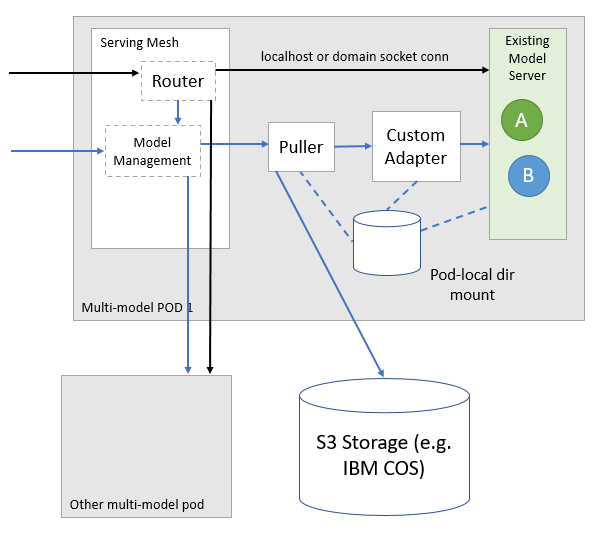 Serving Mesh
localhost or domain socket conn
Existing
Model
Server
Router
A
Model
Management
Puller
Custom
Adapter
B
Pod-local dir
mount
Multi-model POD 1
S3 Storage (e.g.
IBM COS)
Other multi-model pod